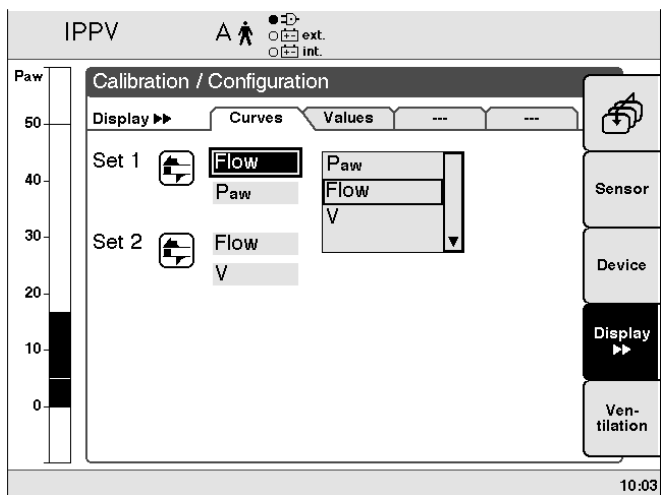 IPPV
A
ext.
int.
Paw
50
40
30
20
10
0
Calibration / Configuration
Display ▶▶
Curves
Values
---
---
Set 1
Flow
Paw
Paw
Flow
V
Set 2
Flow
V
Sensor
Device
Display
▶▶
Ven-
tilation
10:03